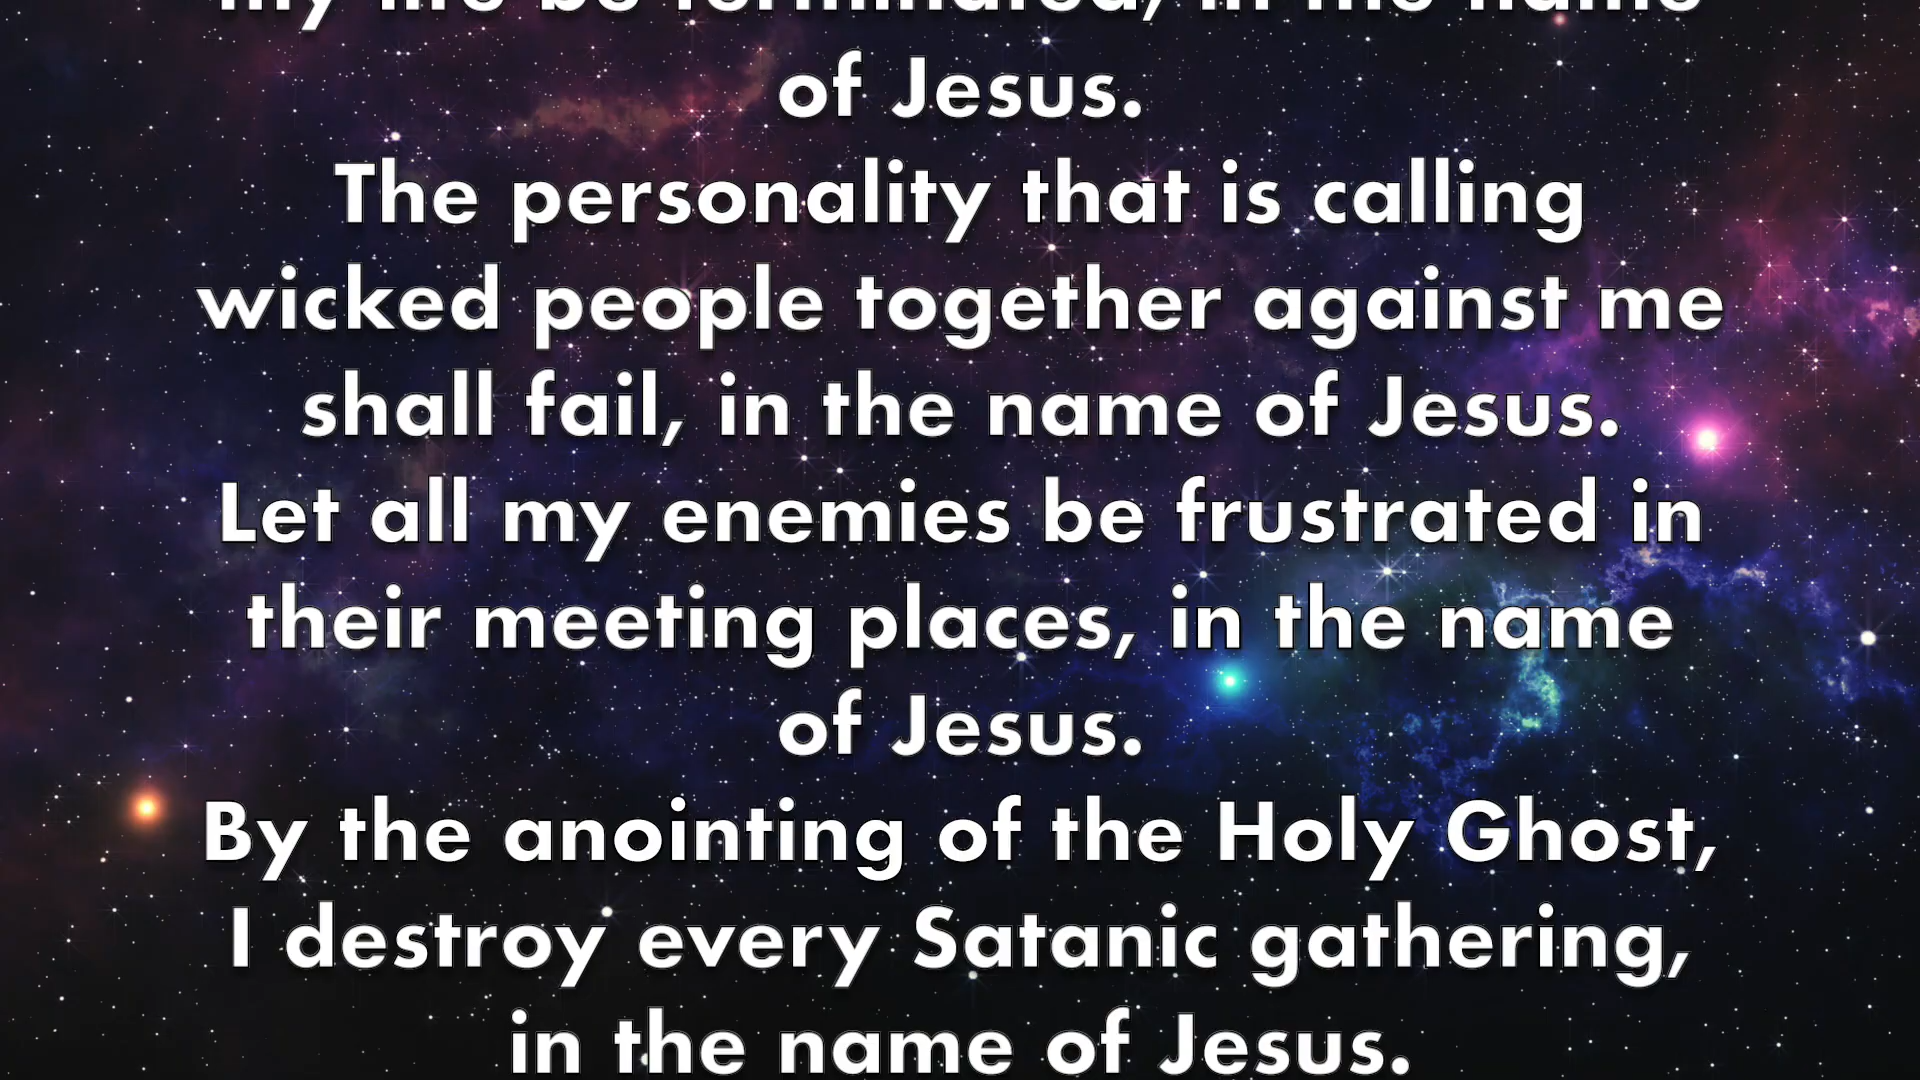 my life be terminated, in the name
of Jesus.
The personality that is calling
wicked people together against me
shall fail, in the name of Jesus.
Let all my enemies be frustrated in
their meeting places, in the name
of Jesus.
By the anointing of the Holy Ghost,
I destroy every Satanic gathering,
in the name of Jesus.